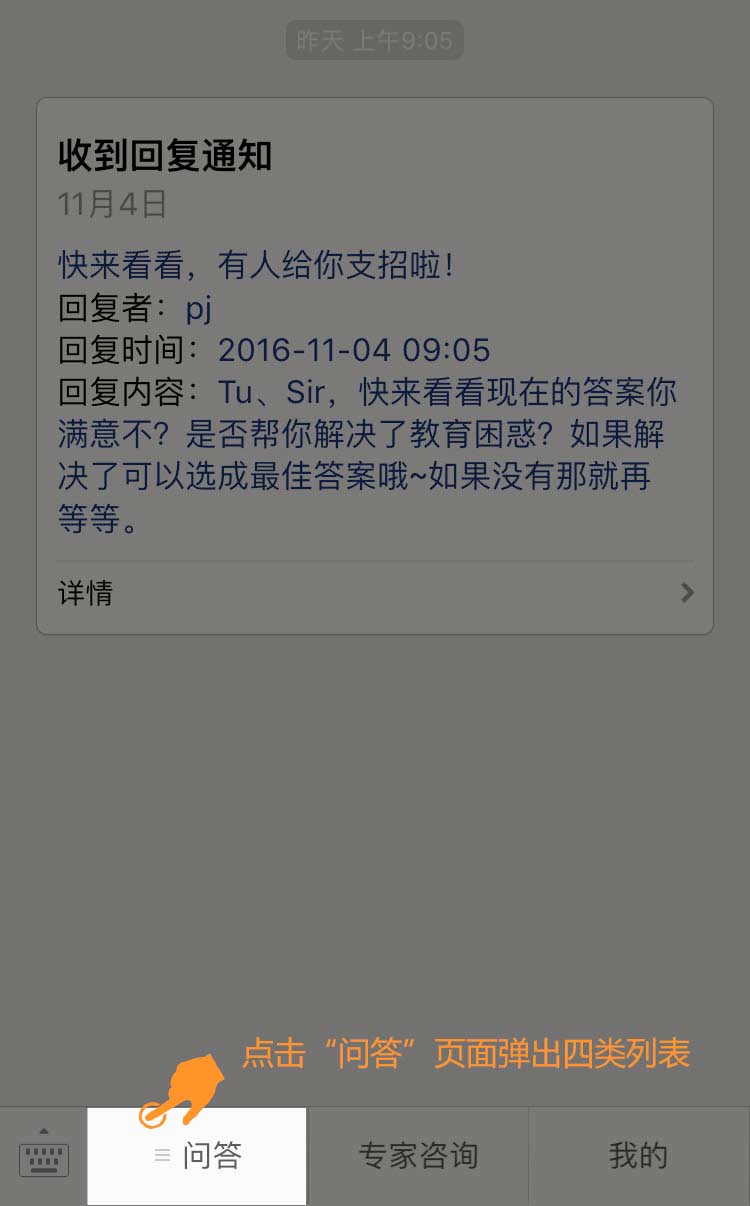 昨天 上午9:05
收到回复通知
11月4日
快来看看，有人给你支招啦！
回复者：pj
回复时间：2016-11-04 09:05
回复内容：Tu、Sir，快来看看现在的答案你
满意不？是否帮你解决了教育困惑？如果解
决了可以选成最佳答案哦~如果没有那就再
等等。
详情
点击“问答”页面弹出四类列表
问答
专家咨询
我的